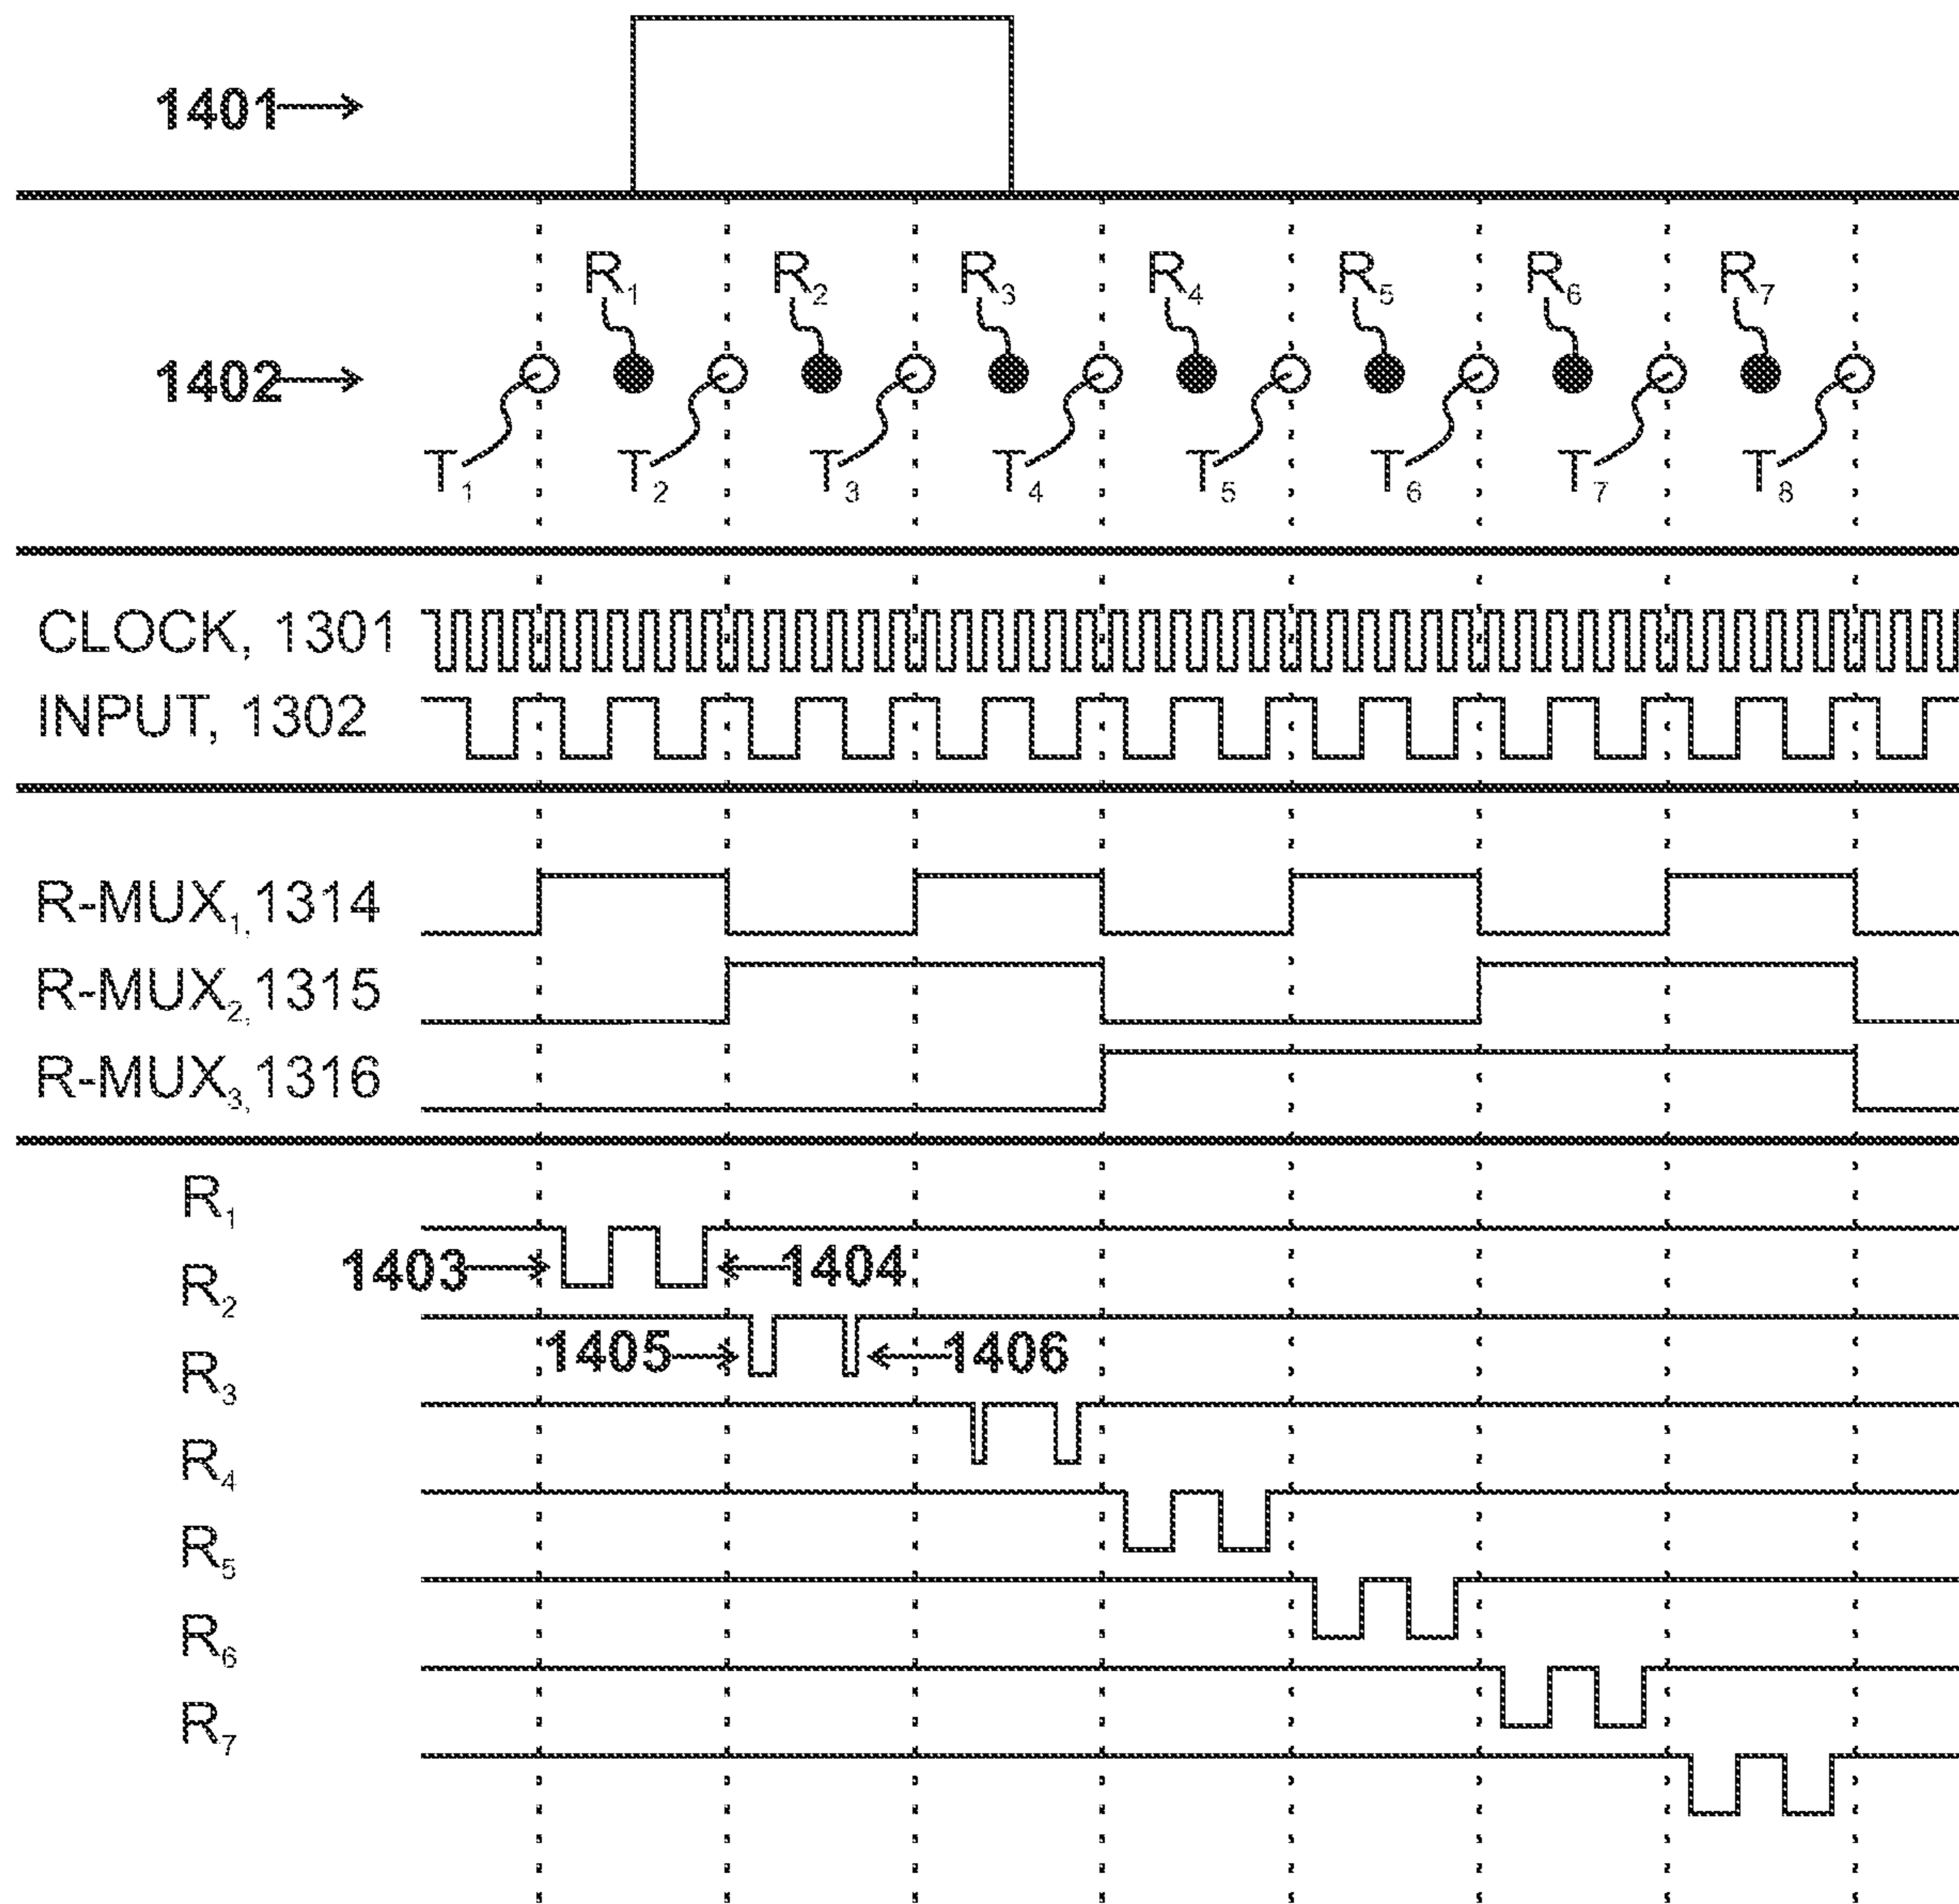 1401
R1 R2 R3 R4 R5 R6 R7
1402
T1 T2 T3 T4 T5 T6 T7 T8
CLOCK, 1301
INPUT, 1302
R-MUX1, 1314
R-MUX2, 1315
R-MUX3, 1316
R1
1403 1404
R2
1405 1406
R3
R4
R5
R6
R7